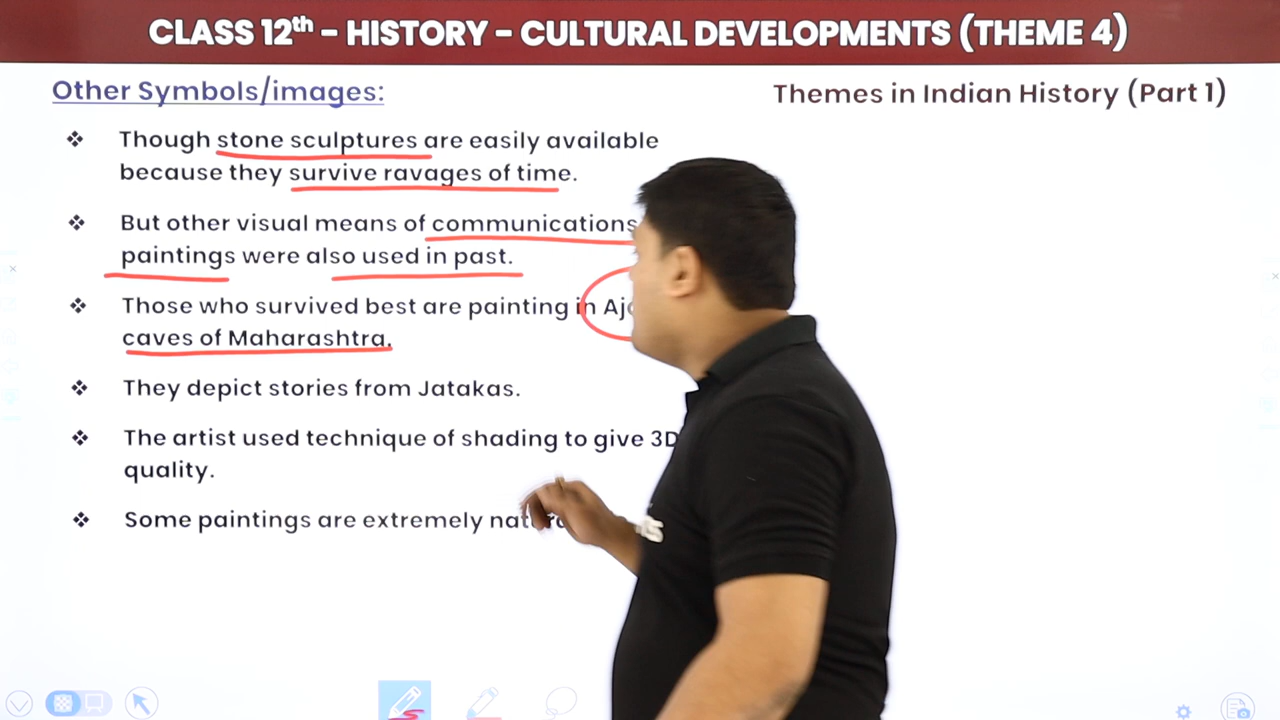 CLASS 12th – HISTORY – CULTURAL DEVELOPMENTS (THEME 4)
Other Symbols/images:
Themes in Indian History (Part 1)
❖ Though stone sculptures are easily available
because they survive ravages of time.
❖ But other visual means of communications
paintings were also used in past.
❖ Those who survived best are painting in
caves of Maharashtra.
❖ They depict stories from Jatakas.
❖ The artist used technique of shading to give 3D
quality.
❖ Some paintings are extremely